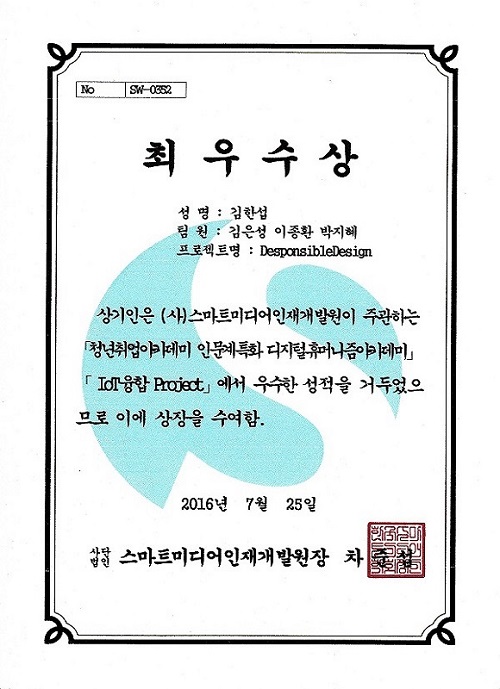 No SW-0352
최우수상
성 명 : 김한섭
팀 원 : 김은성 이종환 박지혜
프로젝트명 : DesponsibleDesign
상기인은 (사)스마트미디어인재개발원이 주관하는
「청년취업아카데미 인문계특화 디지털휴머니즘아카데미」
「 IoT융합 Project」에서 우수한 성적을 거두었으
므로 이에 상장을 수여함.
2016년 7월 25일
사단법인 스마트미디어인재개발원장 차 준 섭